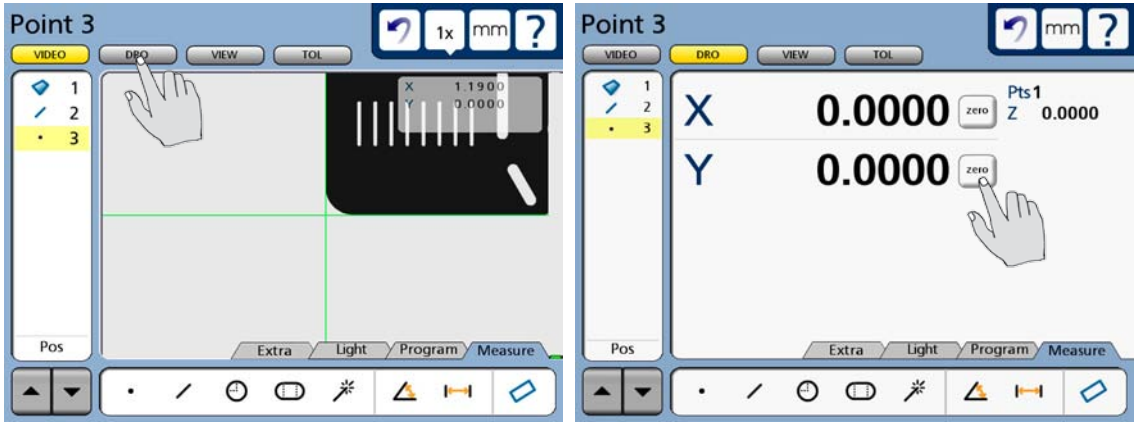 Point 3
1x mm ?
VIDEO DRO VIEW TOL
1
2
3
X 1.1900
Y 0.0000
Pos
Extra Light Program Measure
Point 3
mm ?
VIDEO DRO VIEW TOL
1
2
3
X 0.0000 zero
Pts 1
Z 0.0000
Y 0.0000 zero
Pos
Extra Light Program Measure